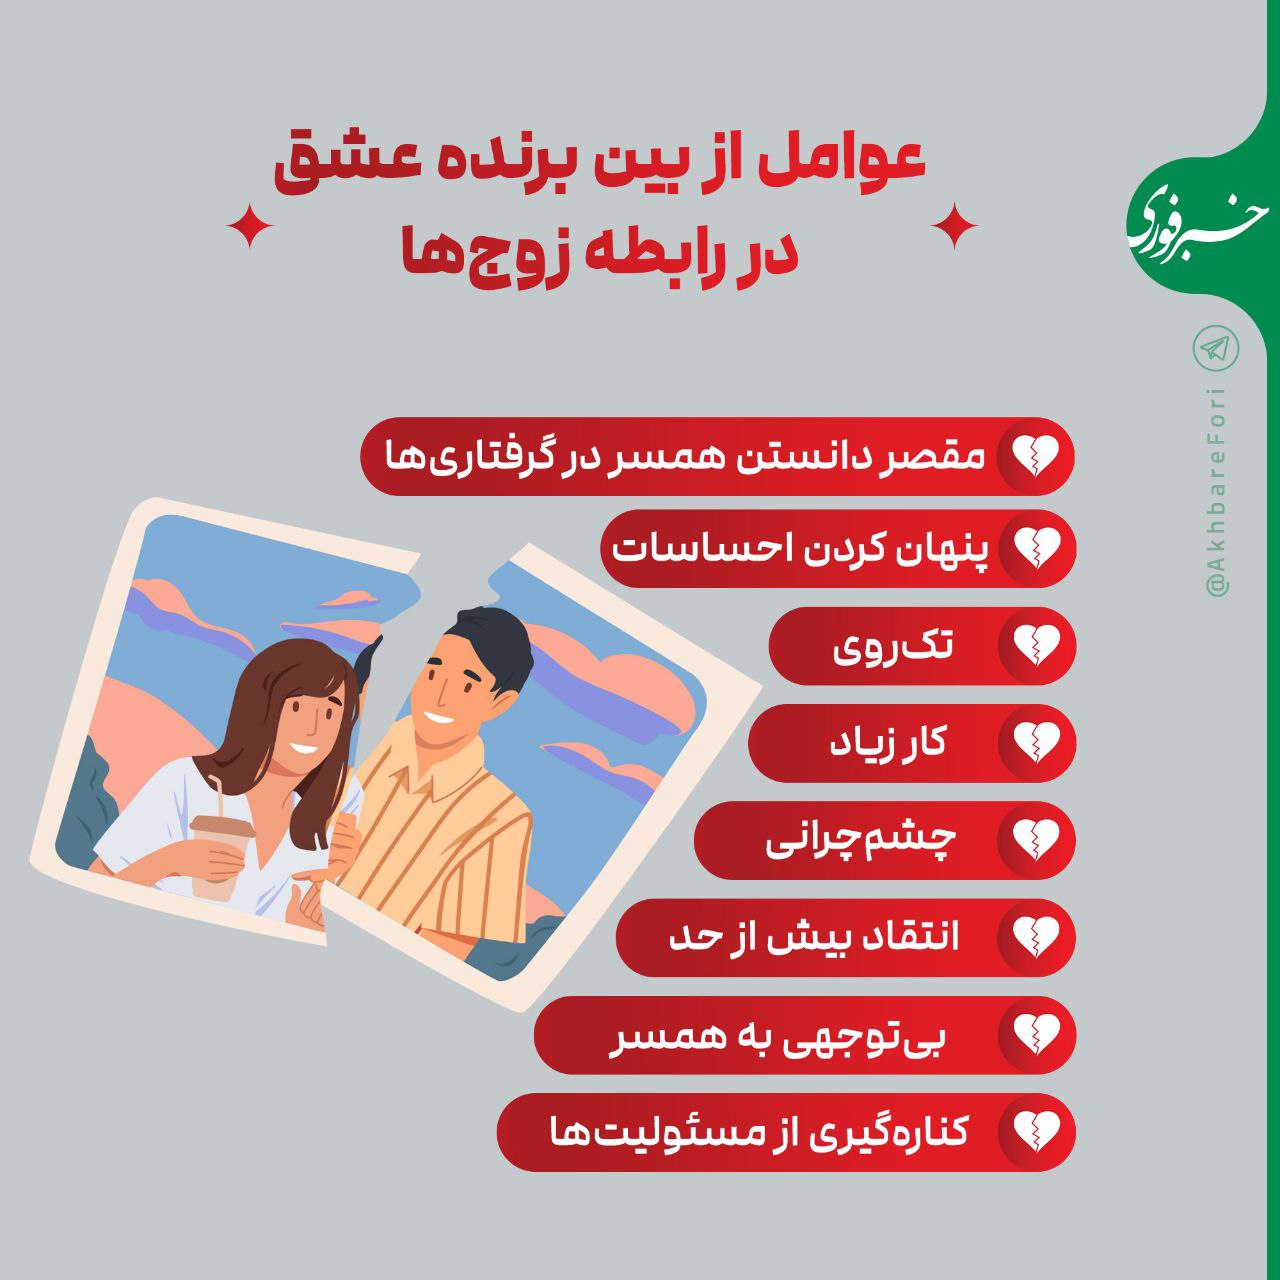 عوامل از بین برنده عشق
در رابطه زوج‌ها
خبرفوری
@AkhbareFori
مقصر دانستن همسر در گرفتاری‌ها
پنهان کردن احساسات
تک‌روی
کار زیاد
چشم‌چرانی
انتقاد بیش از حد
بی‌توجهی به همسر
کناره‌گیری از مسئولیت‌ها